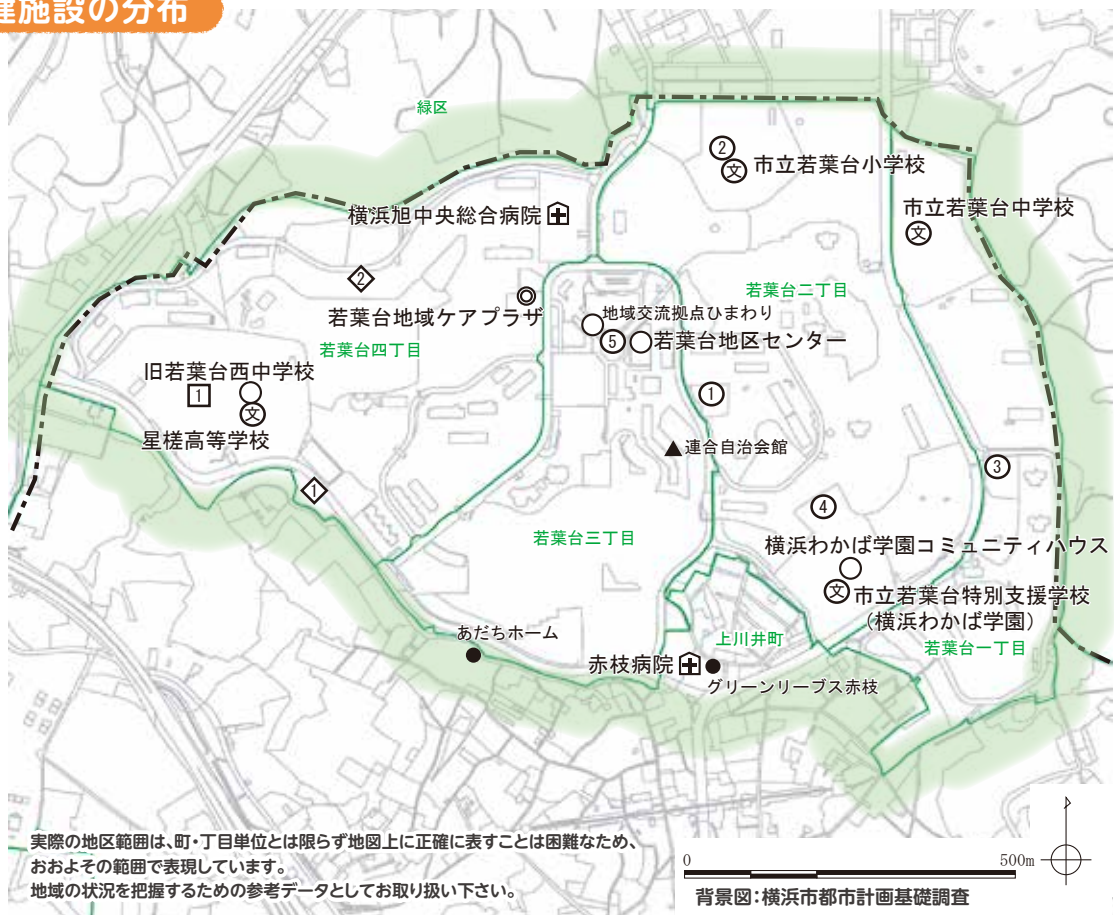 施設の分布
緑区
②
文
市立若葉台小学校
市立若葉台中学校
文
横浜旭中央総合病院
2
若葉台二丁目
若葉台地域ケアプラザ
地域交流拠点ひまわり
⑤
若葉台地区センター
若葉台四丁目
旧若葉台西中学校
1
文
星槎高等学校
①
連合自治会館
③
1
④
若葉台三丁目
横浜わかば学園コミュニティハウス
文
市立若葉台特別支援学校
(横浜わかば学園)
あだちホーム
上川井町
若葉台一丁目
赤枝病院
グリーンリーブス赤枝
実際の地区範囲は、町・丁目単位とは限らず地図上に正確に表すことは困難なため、
おおよその範囲で表現しています。
地域の状況を把握するための参考データとしてお取り扱い下さい。
0
500m
背景図:横浜市都市計画基礎調査